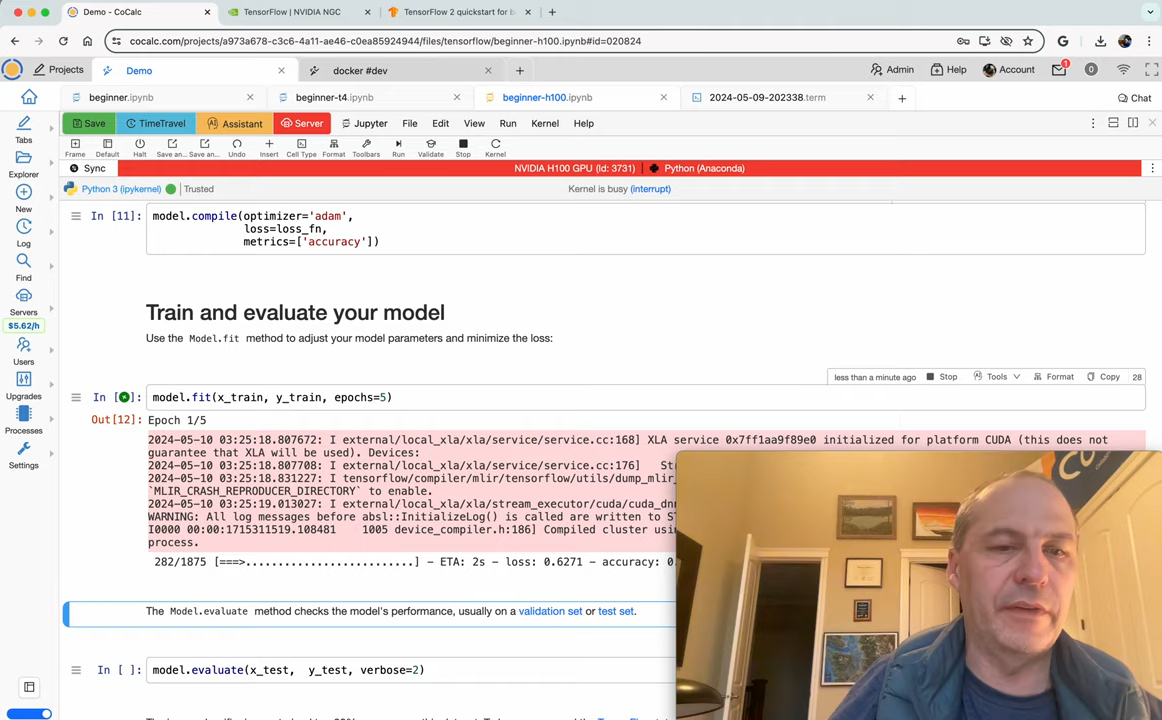 Demo - CoCalc
TensorFlow | NVIDIA NGC
TensorFlow 2 quickstart for b
cocalc.com/projects/a973a678-c3c6-4a11-ae46-c0ea85924944/files/tensorflow/beginner-h100.ipynb#id=020824
Projects
Demo
docker #dev
Admin
Help
Account
1
0
beginner.ipynb
beginner-t4.ipynb
beginner-h100.ipynb
2024-05-09-202338.term
Chat
Save
TimeTravel
Assistant
Server
Jupyter
File
Edit
View
Run
Kernel
Help
Tabs
Explorer
New
Log
Find
Servers
$5.62/h
Users
Upgrades
Processes
Settings
Frame
Default
Halt
Save an...
Save an...
Undo
Insert
Cell Type
Format
Toolbars
Run
Validate
Stop
Kernel
Sync
NVIDIA H100 GPU (Id: 3731)
Python (Anaconda)
Python 3 (ipykernel)
Trusted
Kernel is busy (interrupt)
In [11]: model.compile(optimizer='adam',
loss=loss_fn,
metrics=['accuracy'])
Train and evaluate your model
Use the Model.fit method to adjust your model parameters and minimize the loss:
less than a minute ago
Stop
Tools
Format
Copy
28
In [ ]: model.fit(x_train, y_train, epochs=5)
Out[12]: Epoch 1/5
2024-05-10 03:25:18.807672: I external/local_xla/xla/service/service.cc:168] XLA service 0x7ff1aa9f89e0 initialized for platform CUDA (this does not
guarantee that XLA will be used). Devices:
2024-05-10 03:25:18.807708: I external/local_xla/xla/service/service.cc:176]
2024-05-10 03:25:18.831227: I tensorflow/compiler/mlir/tensorflow/utils/dump_mlir_
`MLIR_CRASH_REPRODUCER_DIRECTORY` to enable.
2024-05-10 03:25:19.013027: I external/local_xla/xla/stream_executor/cuda/cuda_dnn
WARNING: All log messages before absl::InitializeLog() is called are written to ST
I0000 00:00:1715311519.108481 1005 device_compiler.h:186] Compiled cluster usin
process.
282/1875 [===>..........................] - ETA: 2s - loss: 0.6271 - accuracy: 0.
The Model.evaluate method checks the model's performance, usually on a validation set or test set.
In [ ]: model.evaluate(x_test, y_test, verbose=2)